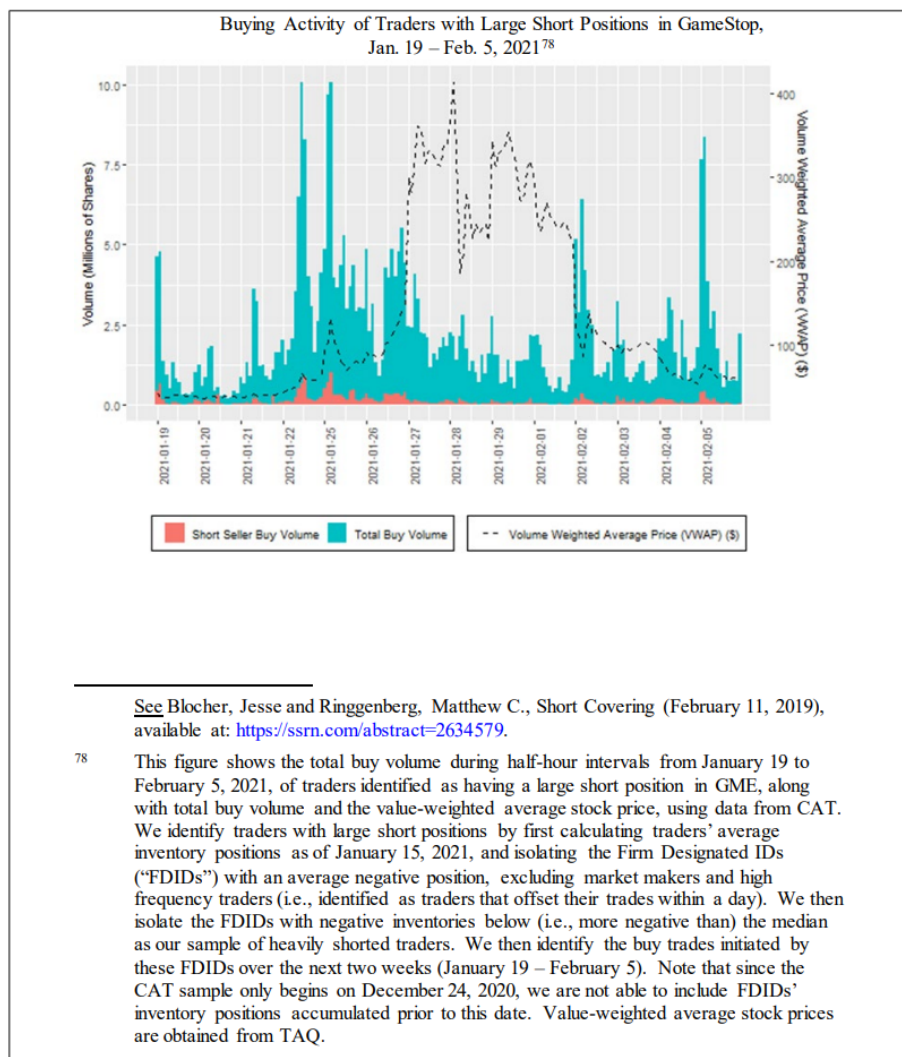 Buying Activity of Traders with Large Short Positions in GameStop,
Jan. 19 – Feb. 5, 2021⁷⁸
10.0
7.5
5.0
2.5
0.0
Volume (Millions of Shares)
400
300
200
100
Volume Weighted Average Price (VWAP) ($)
2021-01-19
2021-01-20
2021-01-21
2021-01-22
2021-01-25
2021-01-26
2021-01-27
2021-01-28
2021-01-29
2021-02-01
2021-02-02
2021-02-03
2021-02-04
2021-02-05
Short Seller Buy Volume
Total Buy Volume
Volume Weighted Average Price (VWAP) ($)
See Blocher, Jesse and Ringgenberg, Matthew C., Short Covering (February 11, 2019),
available at: https://ssrn.com/abstract=2634579.
78 This figure shows the total buy volume during half-hour intervals from January 19 to
February 5, 2021, of traders identified as having a large short position in GME, along
with total buy volume and the value-weighted average stock price, using data from CAT.
We identify traders with large short positions by first calculating traders’ average
inventory positions as of January 15, 2021, and isolating the Firm Designated IDs
(“FDIDs”) with an average negative position, excluding market makers and high
frequency traders (i.e., identified as traders that offset their trades within a day). We then
isolate the FDIDs with negative inventories below (i.e., more negative than) the median
as our sample of heavily shorted traders. We then identify the buy trades initiated by
these FDIDs over the next two weeks (January 19 – February 5). Note that since the
CAT sample only begins on December 24, 2020, we are not able to include FDIDs’
inventory positions accumulated prior to this date. Value-weighted average stock prices
are obtained from TAQ.